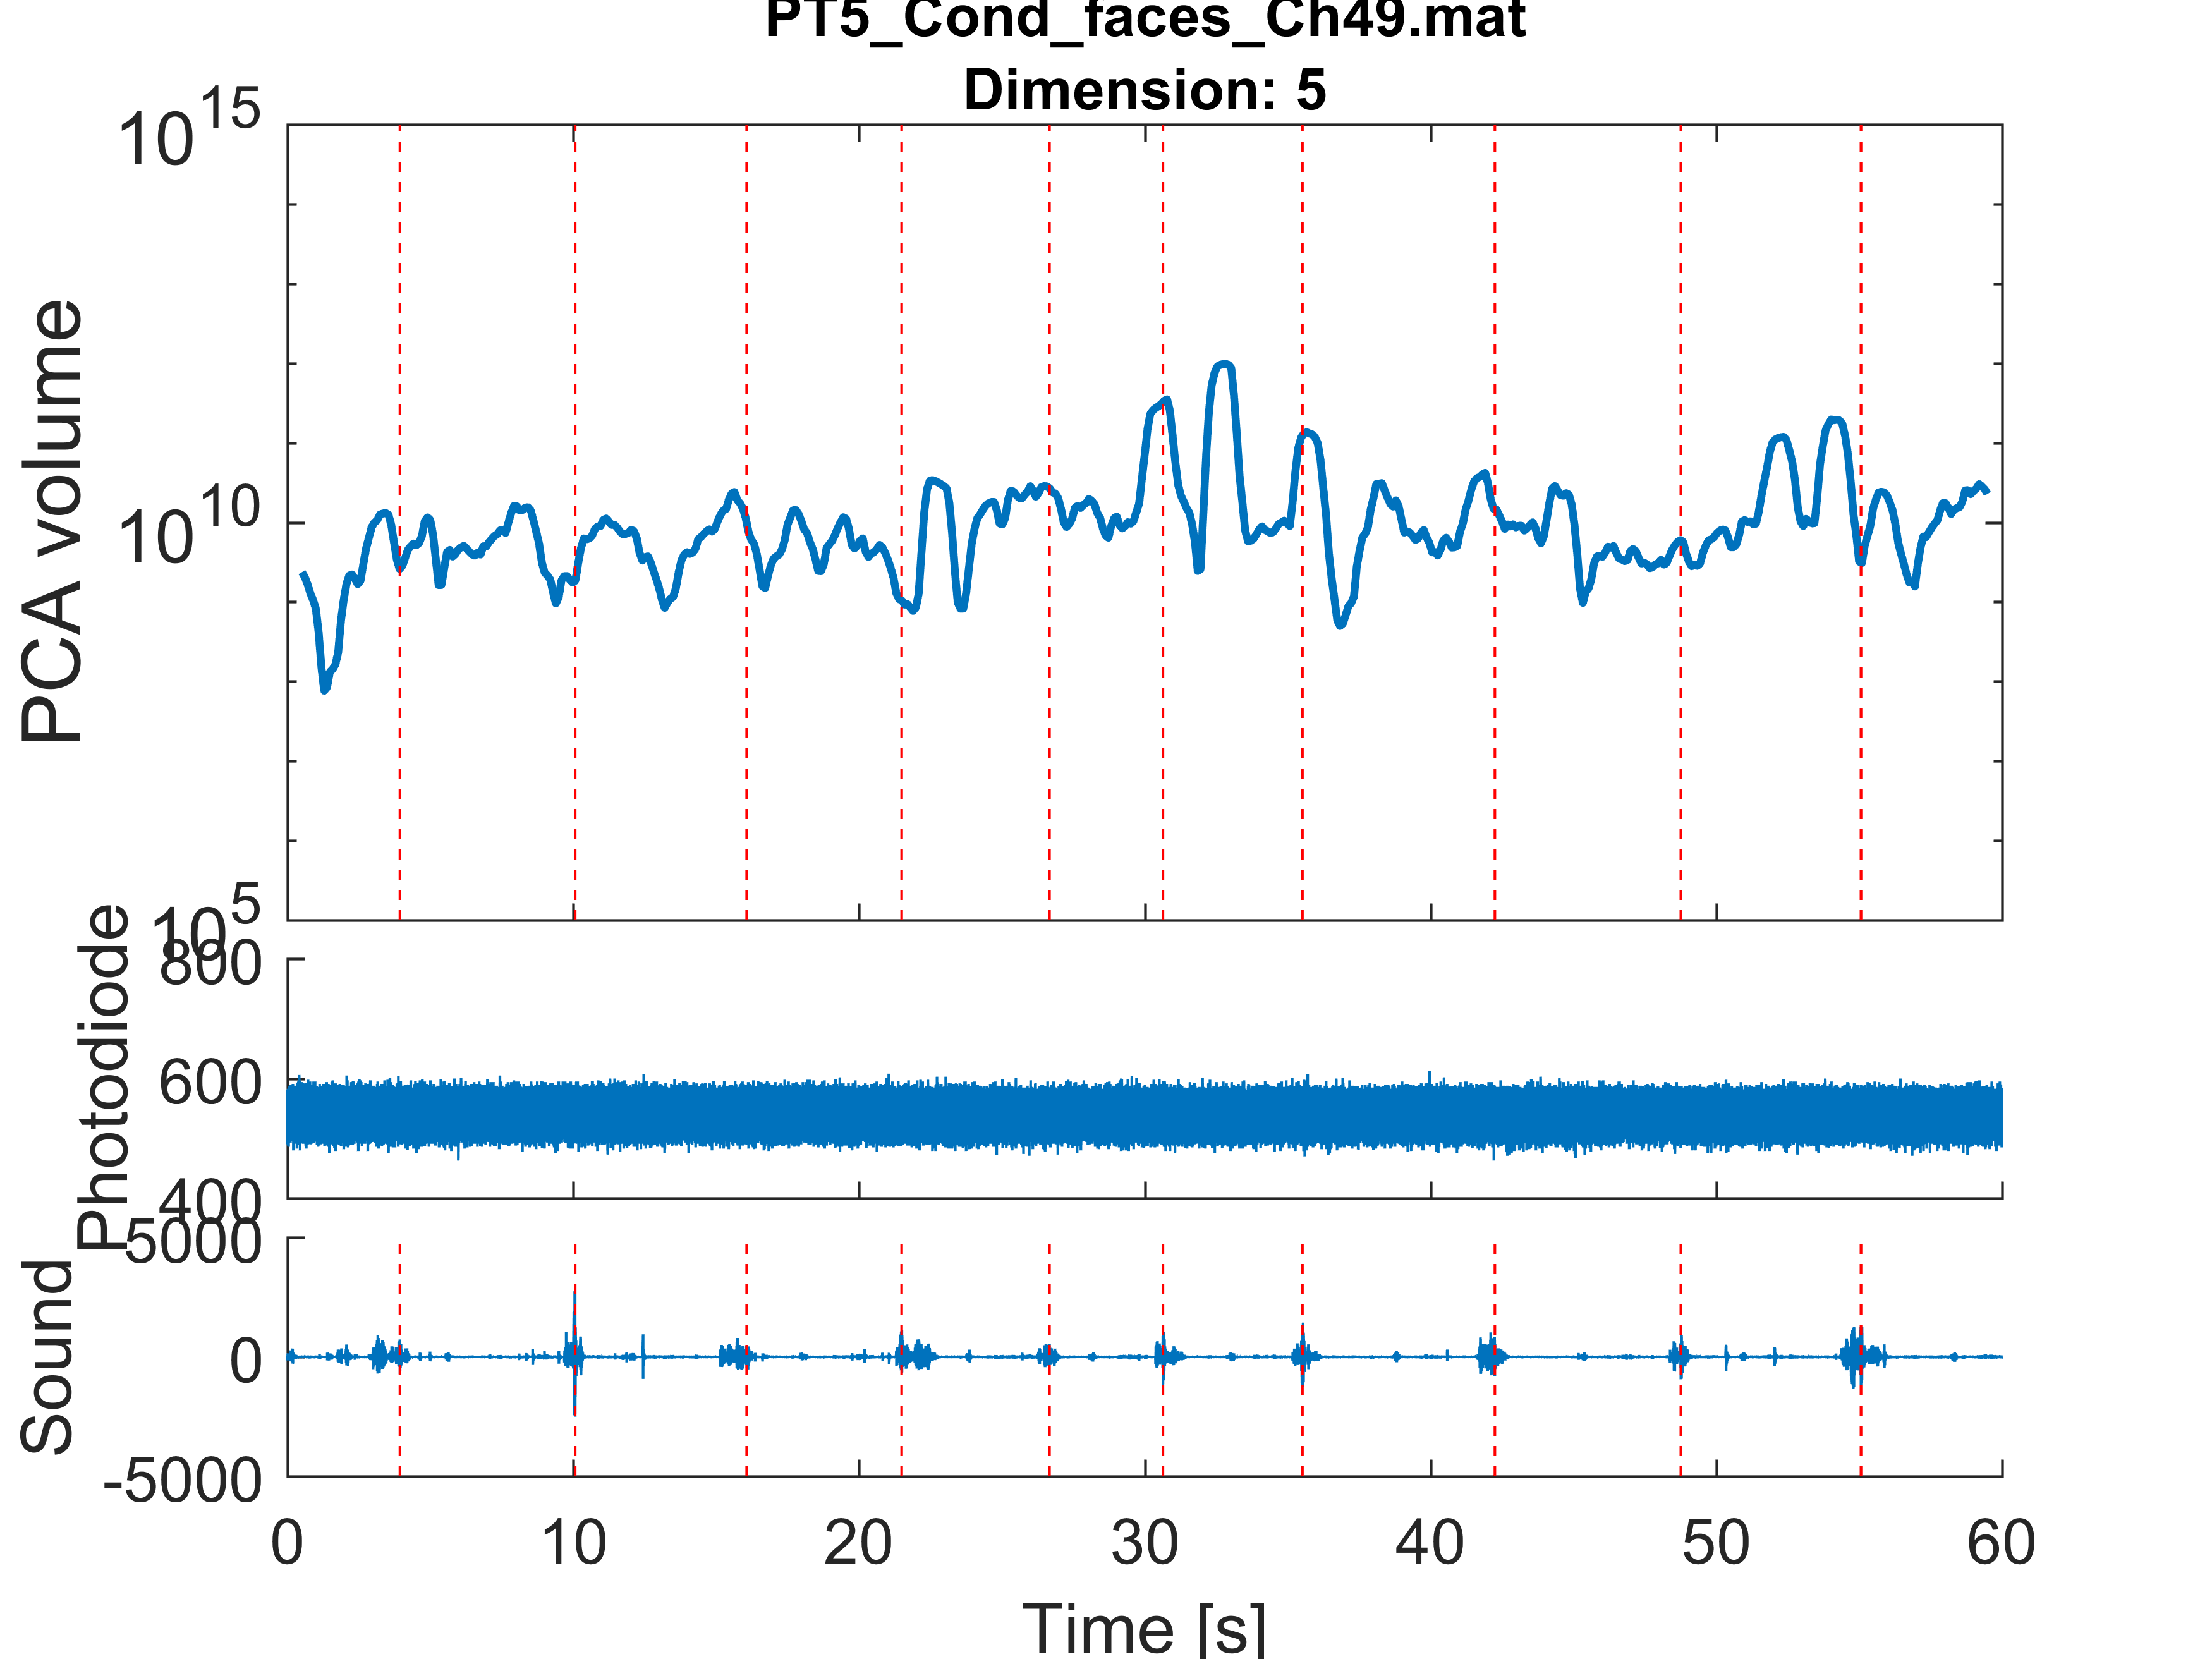 PT5_Cond_faces_Ch49.mat
Dimension: 5
10^15
10^10
10^5
PCA volume
800
600
400
Photodiode
5000
0
-5000
Sound
0 10 20 30 40 50 60
Time [s]